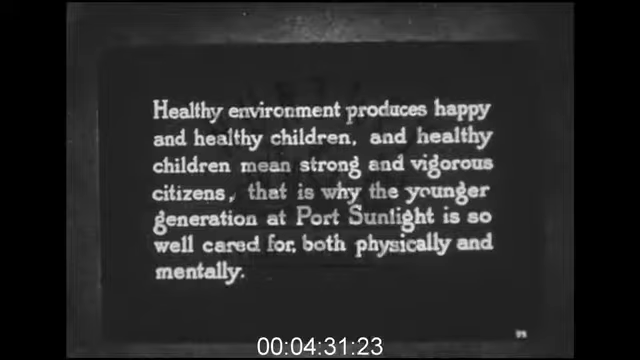 Healthy environment produces happy
and healthy children, and healthy
children mean strong and vigorous
citizens, that is why the younger
generation at Port Sunlight is so
well cared for, both physically and
mentally.
00:04:31:23